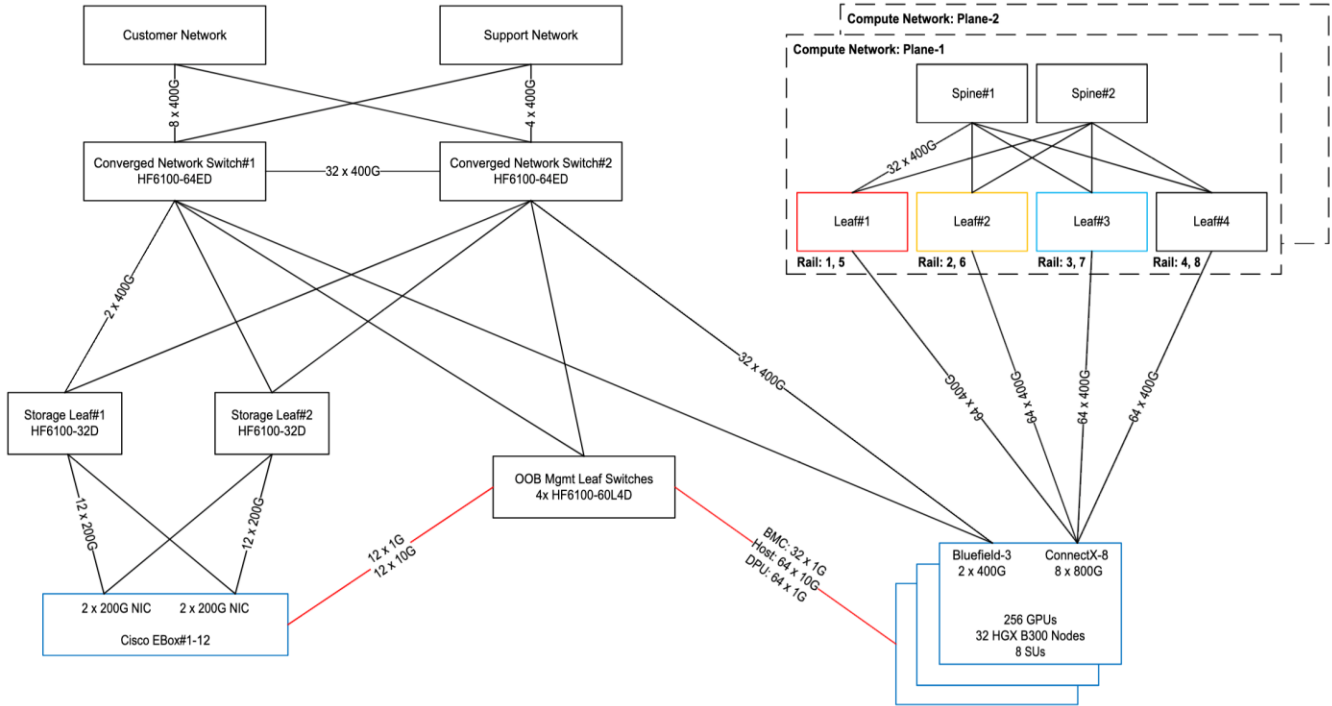 Customer Network
Support Network
8 x 400G
4 x 400G
Converged Network Switch#1
HF6100-64ED
32 x 400G
Converged Network Switch#2
HF6100-64ED
2 x 400G
32 x 400G
Storage Leaf#1
HF6100-32D
Storage Leaf#2
HF6100-32D
12 x 200G
12 x 200G
OOB Mgmt Leaf Switches
4x HF6100-60L4D
12 x 1G
12 x 10G
BMC: 32 x 1G
Host: 64 x 10G
DPU: 64 x 1G
2 x 200G NIC
2 x 200G NIC
Cisco EBox#1-12
Compute Network: Plane-2
Compute Network: Plane-1
Spine#1
Spine#2
32 x 400G
Leaf#1
Leaf#2
Leaf#3
Leaf#4
Rail: 1, 5
Rail: 2, 6
Rail: 3, 7
Rail: 4, 8
64 x 400G
64 x 400G
64 x 400G
64 x 400G
Bluefield-3
2 x 400G
ConnectX-8
8 x 800G
256 GPUs
32 HGX B300 Nodes
8 SUs